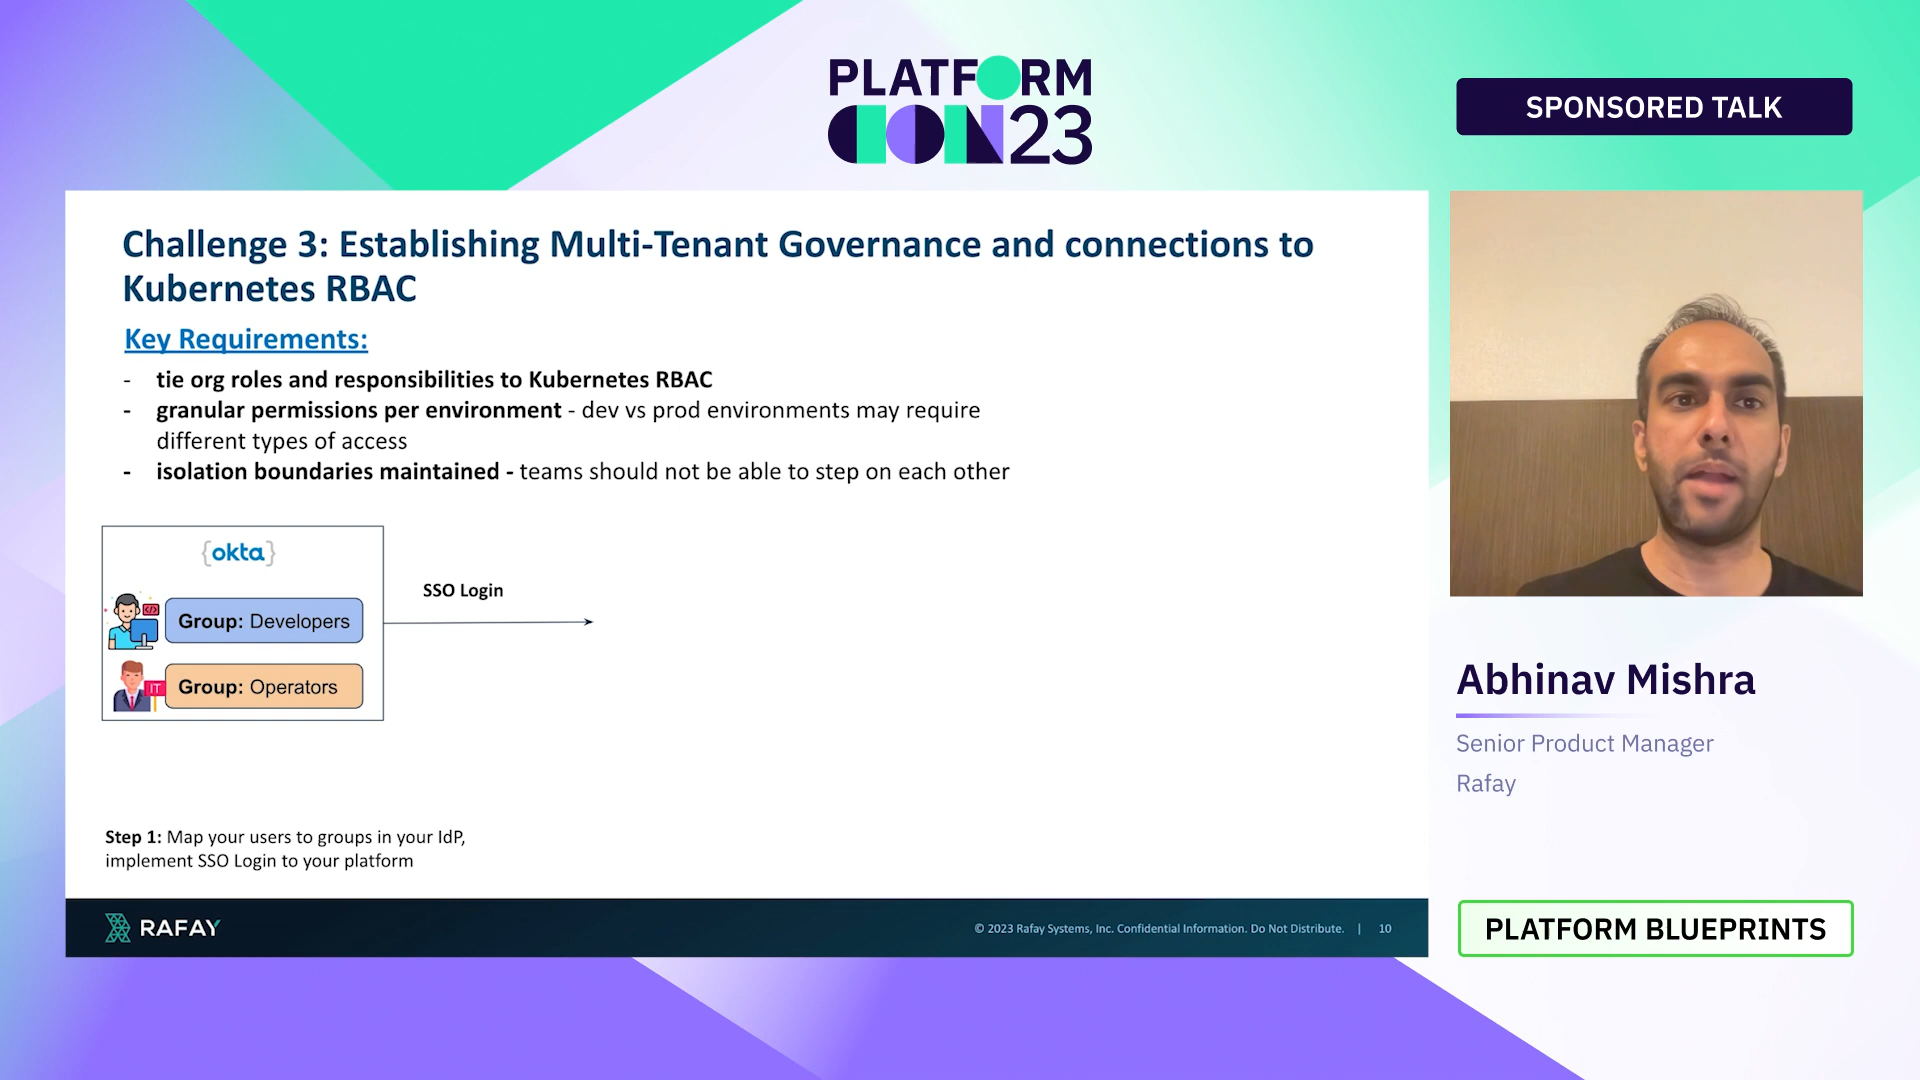 PLATFORM
CON23
SPONSORED TALK
Challenge 3: Establishing Multi-Tenant Governance and connections to
Kubernetes RBAC
Key Requirements:
- tie org roles and responsibilities to Kubernetes RBAC
- granular permissions per environment - dev vs prod environments may require
different types of access
- isolation boundaries maintained - teams should not be able to step on each other
{okta}
SSO Login
Group: Developers
Group: Operators
IT
Step 1: Map your users to groups in your IdP,
implement SSO Login to your platform
RAFAY
© 2023 Rafay Systems, Inc. Confidential Information. Do Not Distribute. | 10
Abhinav Mishra
Senior Product Manager
Rafay
PLATFORM BLUEPRINTS